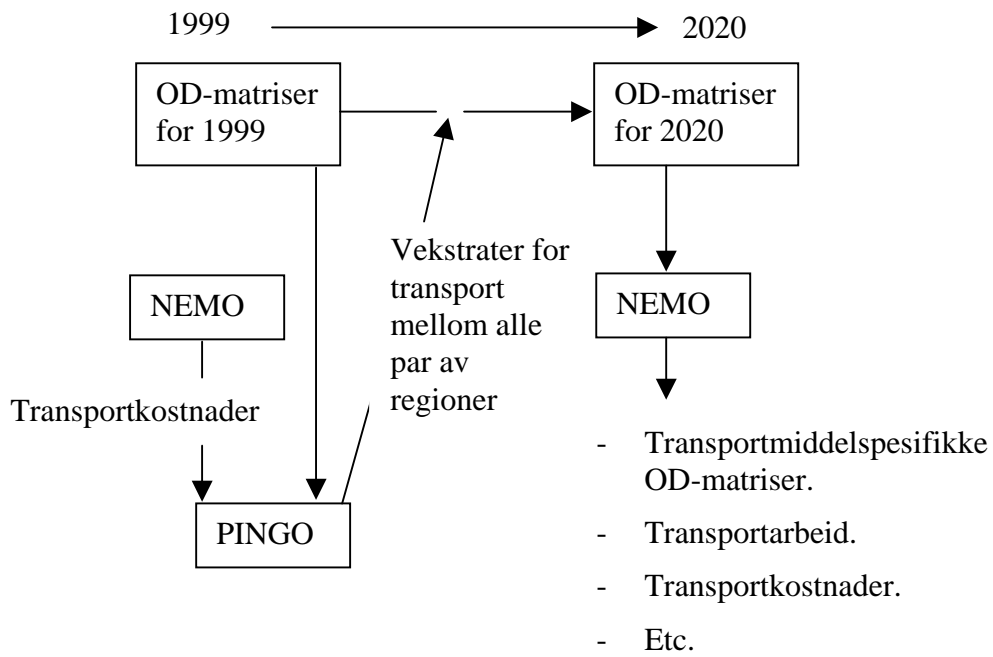 1999
2020
OD-matriser
for 1999
OD-matriser
for 2020
Vekstrater for
transport
mellom alle
par av
regioner
NEMO
NEMO
Transportkostnader
PINGO
- Transportmiddelspesifikke
OD-matriser.
- Transportarbeid.
- Transportkostnader.
- Etc.